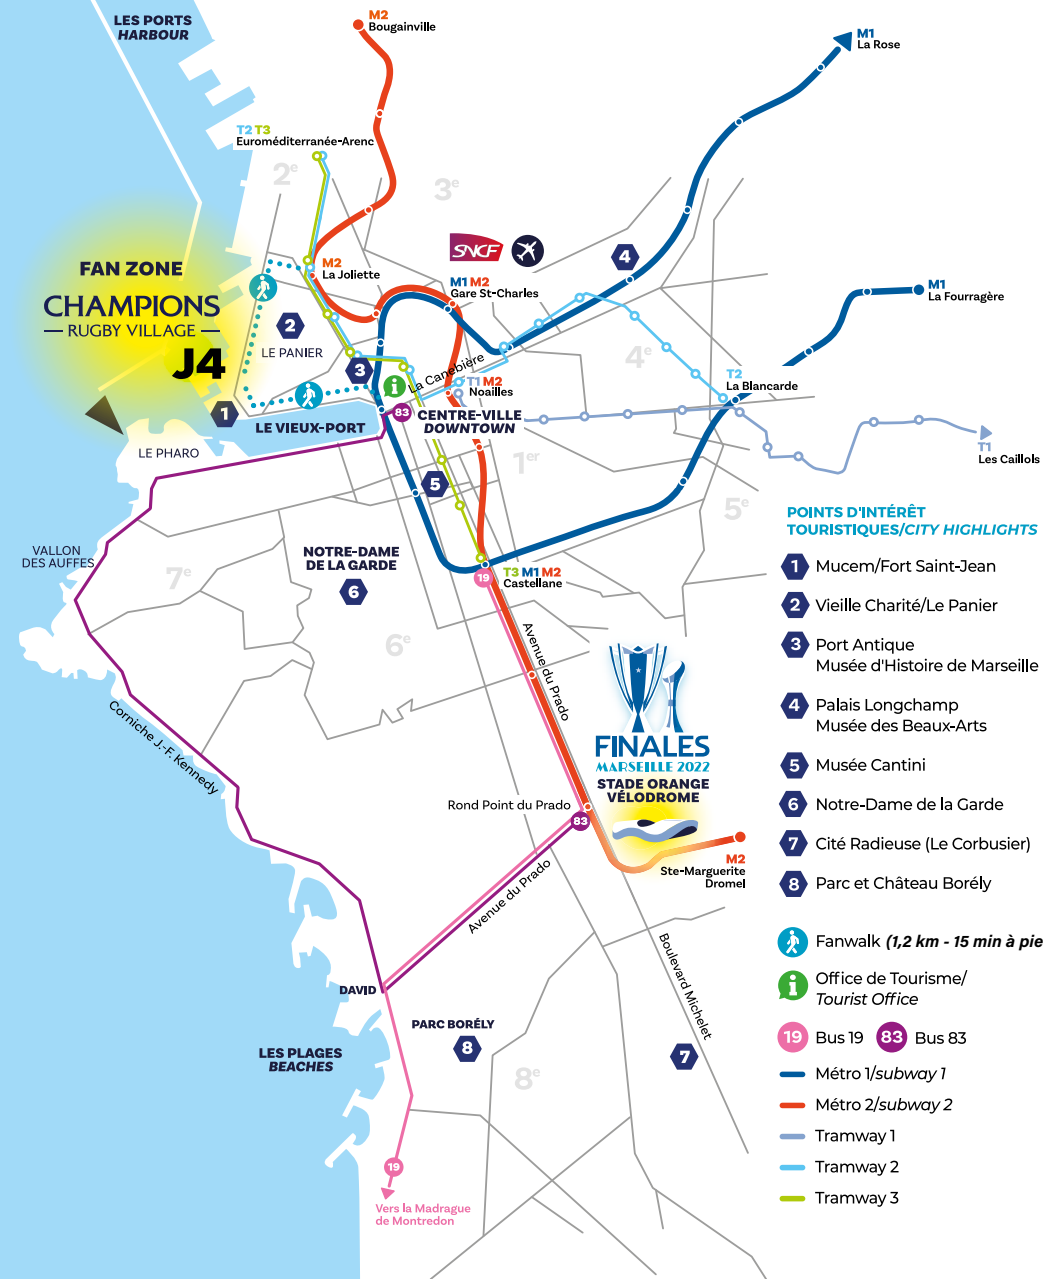 LES PORTS
HARBOUR
M2
Bougainville
M1
La Rose
T2 T3
Euroméditerranée-Arenc
2e
3e
SNCF
FAN ZONE
CHAMPIONS
RUGBY VILLAGE
J4
M2
La Joliette
M1 M2
Gare St-Charles
4
M1
La Fourragère
2
LE PANIER
3
i
La Canebière
4e
T1 M2
Noailles
T2
La Blancarde
1
LE VIEUX-PORT
83
CENTRE-VILLE
DOWNTOWN
LE PHARO
T1
Les Caillols
1er
5
5e
VALLON
DES AUFFES
7e
NOTRE-DAME
DE LA GARDE
6
19
T3 M1 M2
Castellane
6e
Avenue du Prado
FINALES
MARSEILLE 2022
STADE ORANGE
VÉLODROME
Corniche J.-F. Kennedy
Rond Point du Prado
83
M2
Ste-Marguerite
Dromel
Avenue du Prado
Boulevard Michelet
DAVID
PARC BORÉLY
8
LES PLAGES
BEACHES
7
8e
19
Vers la Madrague
de Montredon
POINTS D'INTÉRÊT
TOURISTIQUES/CITY HIGHLIGHTS
1 Mucem/Fort Saint-Jean
2 Vieille Charité/Le Panier
3 Port Antique
Musée d'Histoire de Marseille
4 Palais Longchamp
Musée des Beaux-Arts
5 Musée Cantini
6 Notre-Dame de la Garde
7 Cité Radieuse (Le Corbusier)
8 Parc et Château Borély
Fanwalk (1,2 km - 15 min à pie
i Office de Tourisme/
Tourist Office
19 Bus 19 83 Bus 83
Métro 1/subway 1
Métro 2/subway 2
Tramway 1
Tramway 2
Tramway 3